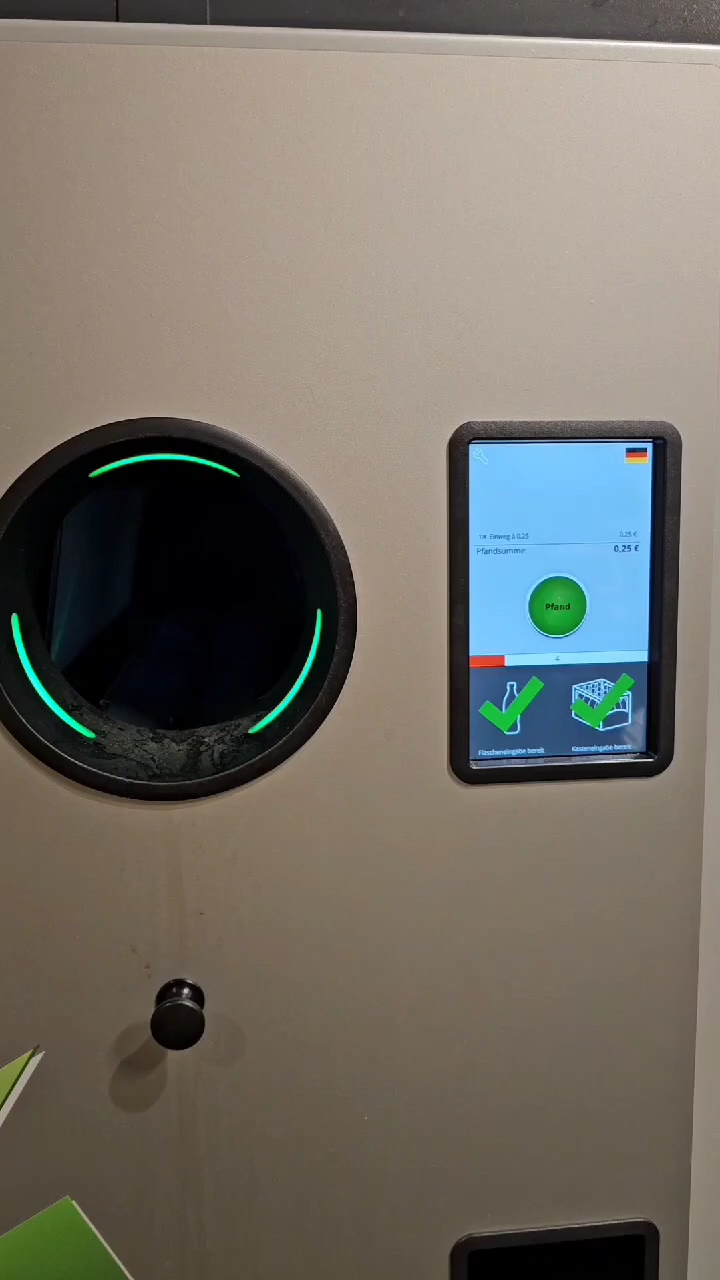 1x Einweg à 0,25 0,25 €
Pfandsumme: 0,25 €
Pfand
4
Flascheneingabe bereit
Kasteneingabe bereit